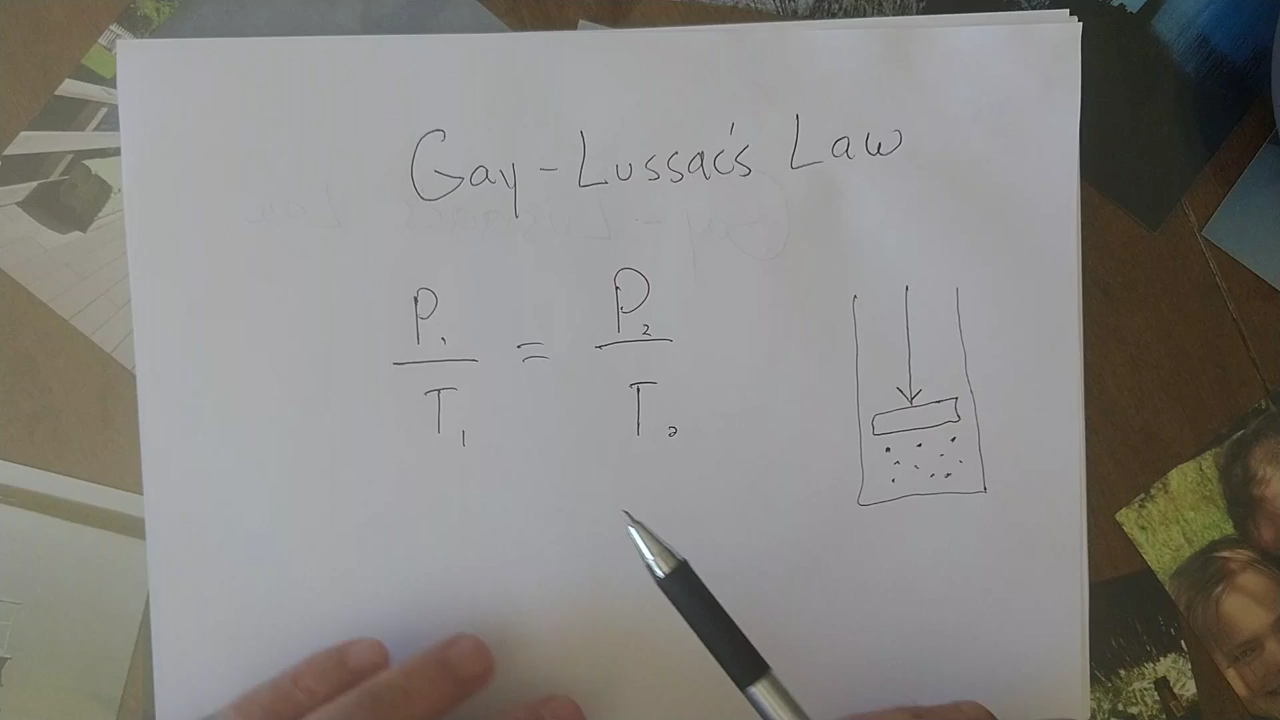 Gay-Lussac's Law
P₁ = P₂
T₁ T₂